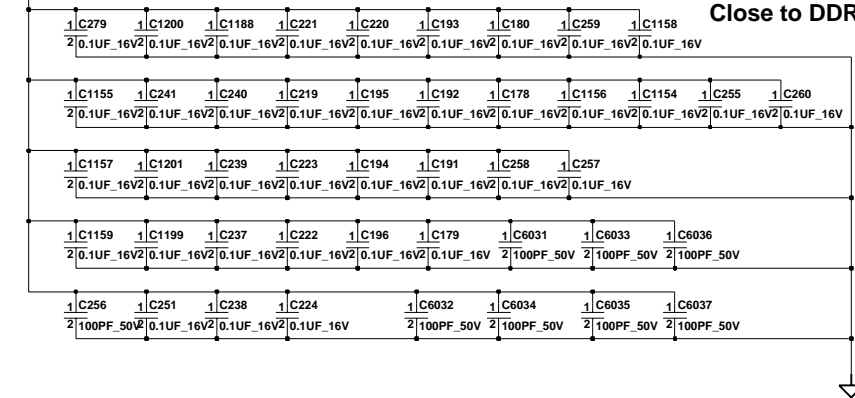 Close to DDR
1 C279 1 C1200 1 C1188 1 C221 1 C220 1 C193 1 C180 1 C259 1 C1158
2 0.1UF_16V 2 0.1UF_16V 2 0.1UF_16V 2 0.1UF_16V 2 0.1UF_16V 2 0.1UF_16V 2 0.1UF_16V 2 0.1UF_16V 2 0.1UF_16V
1 C1155 1 C241 1 C240 1 C219 1 C195 1 C192 1 C178 1 C1156 1 C1154 1 C255 1 C260
2 0.1UF_16V 2 0.1UF_16V 2 0.1UF_16V 2 0.1UF_16V 2 0.1UF_16V 2 0.1UF_16V 2 0.1UF_16V 2 0.1UF_16V 2 0.1UF_16V 2 0.1UF_16V 2 0.1UF_16V
1 C1157 1 C1201 1 C239 1 C223 1 C194 1 C191 1 C258 1 C257
2 0.1UF_16V 2 0.1UF_16V 2 0.1UF_16V 2 0.1UF_16V 2 0.1UF_16V 2 0.1UF_16V 2 0.1UF_16V 2 0.1UF_16V
1 C1159 1 C1199 1 C237 1 C222 1 C196 1 C179 1 C6031 1 C6033 1 C6036
2 0.1UF_16V 2 0.1UF_16V 2 0.1UF_16V 2 0.1UF_16V 2 0.1UF_16V 2 0.1UF_16V 2 100PF_50V 2 100PF_50V 2 100PF_50V
1 C256 1 C251 1 C238 1 C224 1 C6032 1 C6034 1 C6035 1 C6037
2 100PF_50V 2 0.1UF_16V 2 0.1UF_16V 2 0.1UF_16V 2 100PF_50V 2 100PF_50V 2 100PF_50V 2 100PF_50V